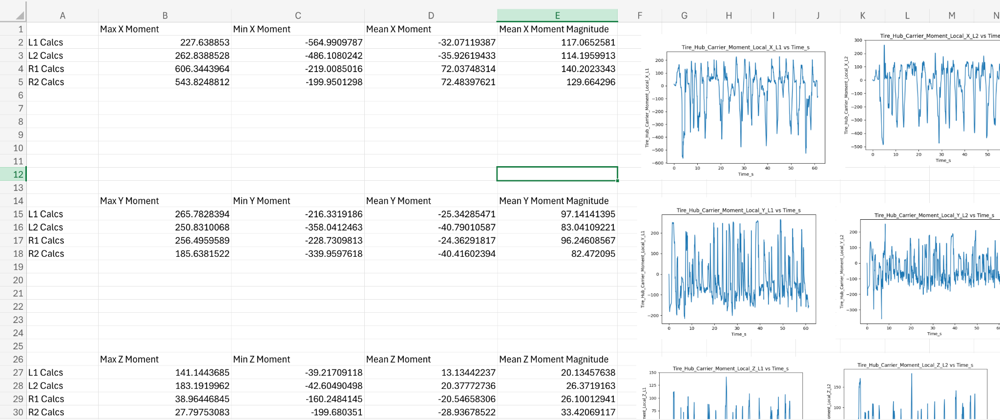 A B C D E F G H I J K L M N
1 Max X Moment Min X Moment Mean X Moment Mean X Moment Magnitude
2 L1 Calcs 227.638853 -564.9909787 -32.07119387 117.0652581
3 L2 Calcs 262.8388528 -486.1080242 -35.92619433 114.1959913
4 R1 Calcs 606.3443964 -219.0085016 72.03748314 140.2023343
5 R2 Calcs 543.8248812 -199.9501298 72.48397621 129.664296
6
7
8
9
10
11
12
13
14 Max Y Moment Min Y Moment Mean Y Moment Mean Y Moment Magnitude
15 L1 Calcs 265.7828394 -216.3319186 -25.34285471 97.14141395
16 L2 Calcs 250.8310068 -358.0412463 -40.79010587 83.04109221
17 R1 Calcs 256.4959589 -228.7309813 -24.36291817 96.24608567
18 R2 Calcs 185.6381522 -339.9597618 -40.41602394 82.472095
19
20
21
22
23
24
25
26 Max Z Moment Min Z Moment Mean Z Moment Mean Z Moment Magnitude
27 L1 Calcs 141.1443685 -39.21709118 13.13442237 20.13457638
28 L2 Calcs 183.1919962 -42.60490498 20.37772736 26.3719163
29 R1 Calcs 38.96446845 -160.2484145 -20.54658306 26.10012941
30 R2 Calcs 27.79753083 -199.680351 -28.93678522 33.42069117
Tire_Hub_Carrier_Moment_Local_X_L1 vs Time_s
Tire_Hub_Carrier_Moment_Local_X_L1
200
100
0
−100
−200
−300
−400
−500
−600
0 10 20 30 40 50 60
Time_s
Tire_Hub_Carrier_Moment_Local_X_L2 vs Time
Tire_Hub_Carrier_Moment_Local_X_L2
300
200
100
0
−100
−200
−300
−400
−500
0 10 20 30 40 50
Time_s
Tire_Hub_Carrier_Moment_Local_Y_L1 vs Time_s
Tire_Hub_Carrier_Moment_Local_Y_L1
200
100
0
−100
−200
0 10 20 30 40 50 60
Time_s
Tire_Hub_Carrier_Moment_Local_Y_L2 vs Time_s
Tire_Hub_Carrier_Moment_Local_Y_L2
200
100
0
−100
−200
−300
0 10 20 30 40 50 60
Time_s
Tire_Hub_Carrier_Moment_Local_Z_L1 vs Time_s
ment_Local_Z_L1
150
125
100
75
Tire_Hub_Carrier_Moment_Local_Z_L2 vs Time_s
oment_Local_Z_L2
150
100